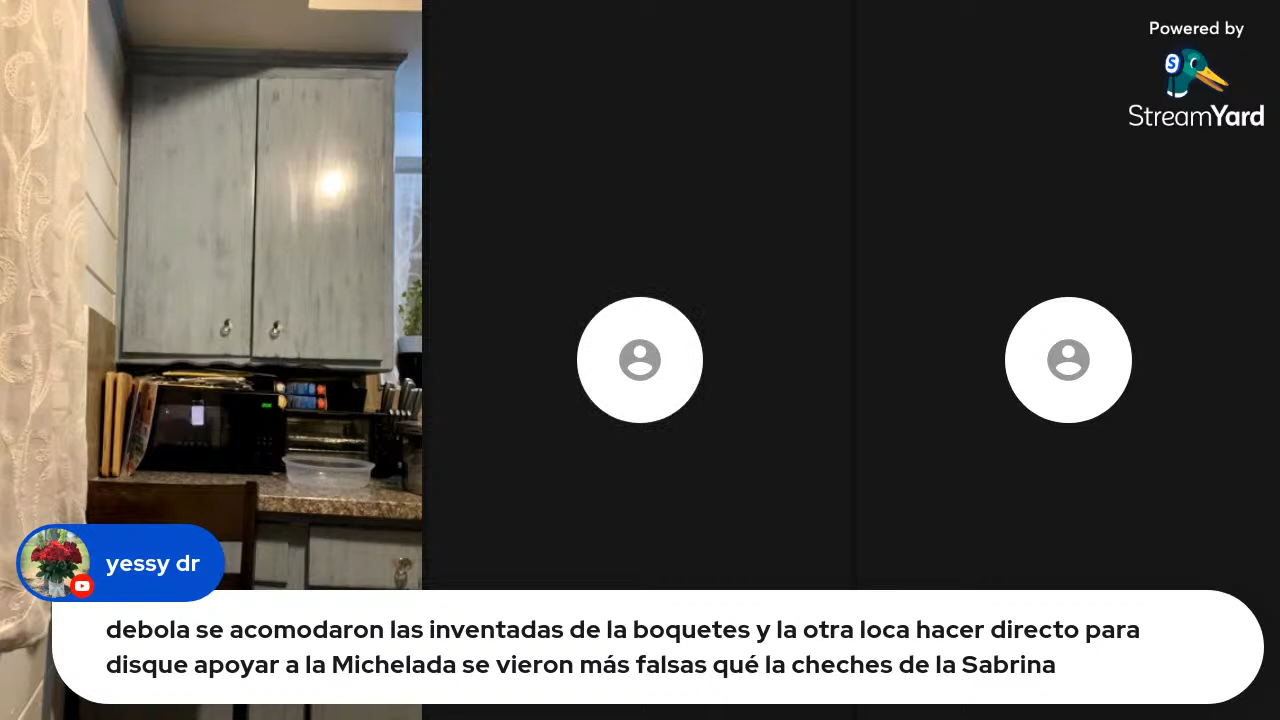 Powered by
StreamYard
yessy dr
debola se acomodaron las inventadas de la boquetes y la otra loca hacer directo para
disque apoyar a la Michelada se vieron más falsas qué la cheches de la Sabrina